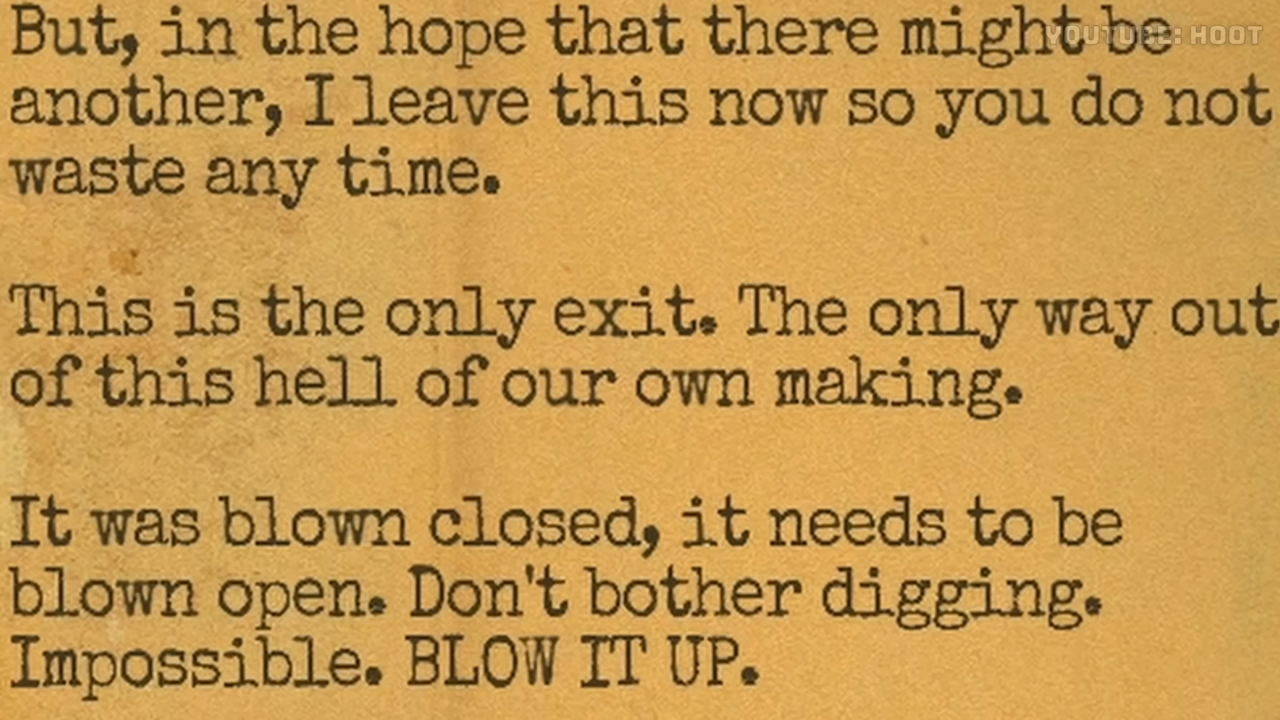 But, in the hope that there might be
YOUTUBE: HOOT
another, I leave this now so you do not
waste any time.
This is the only exit. The only way out
of this hell of our own making.
It was blown closed, it needs to be
blown open. Don't bother digging.
Impossible. BLOW IT UP.